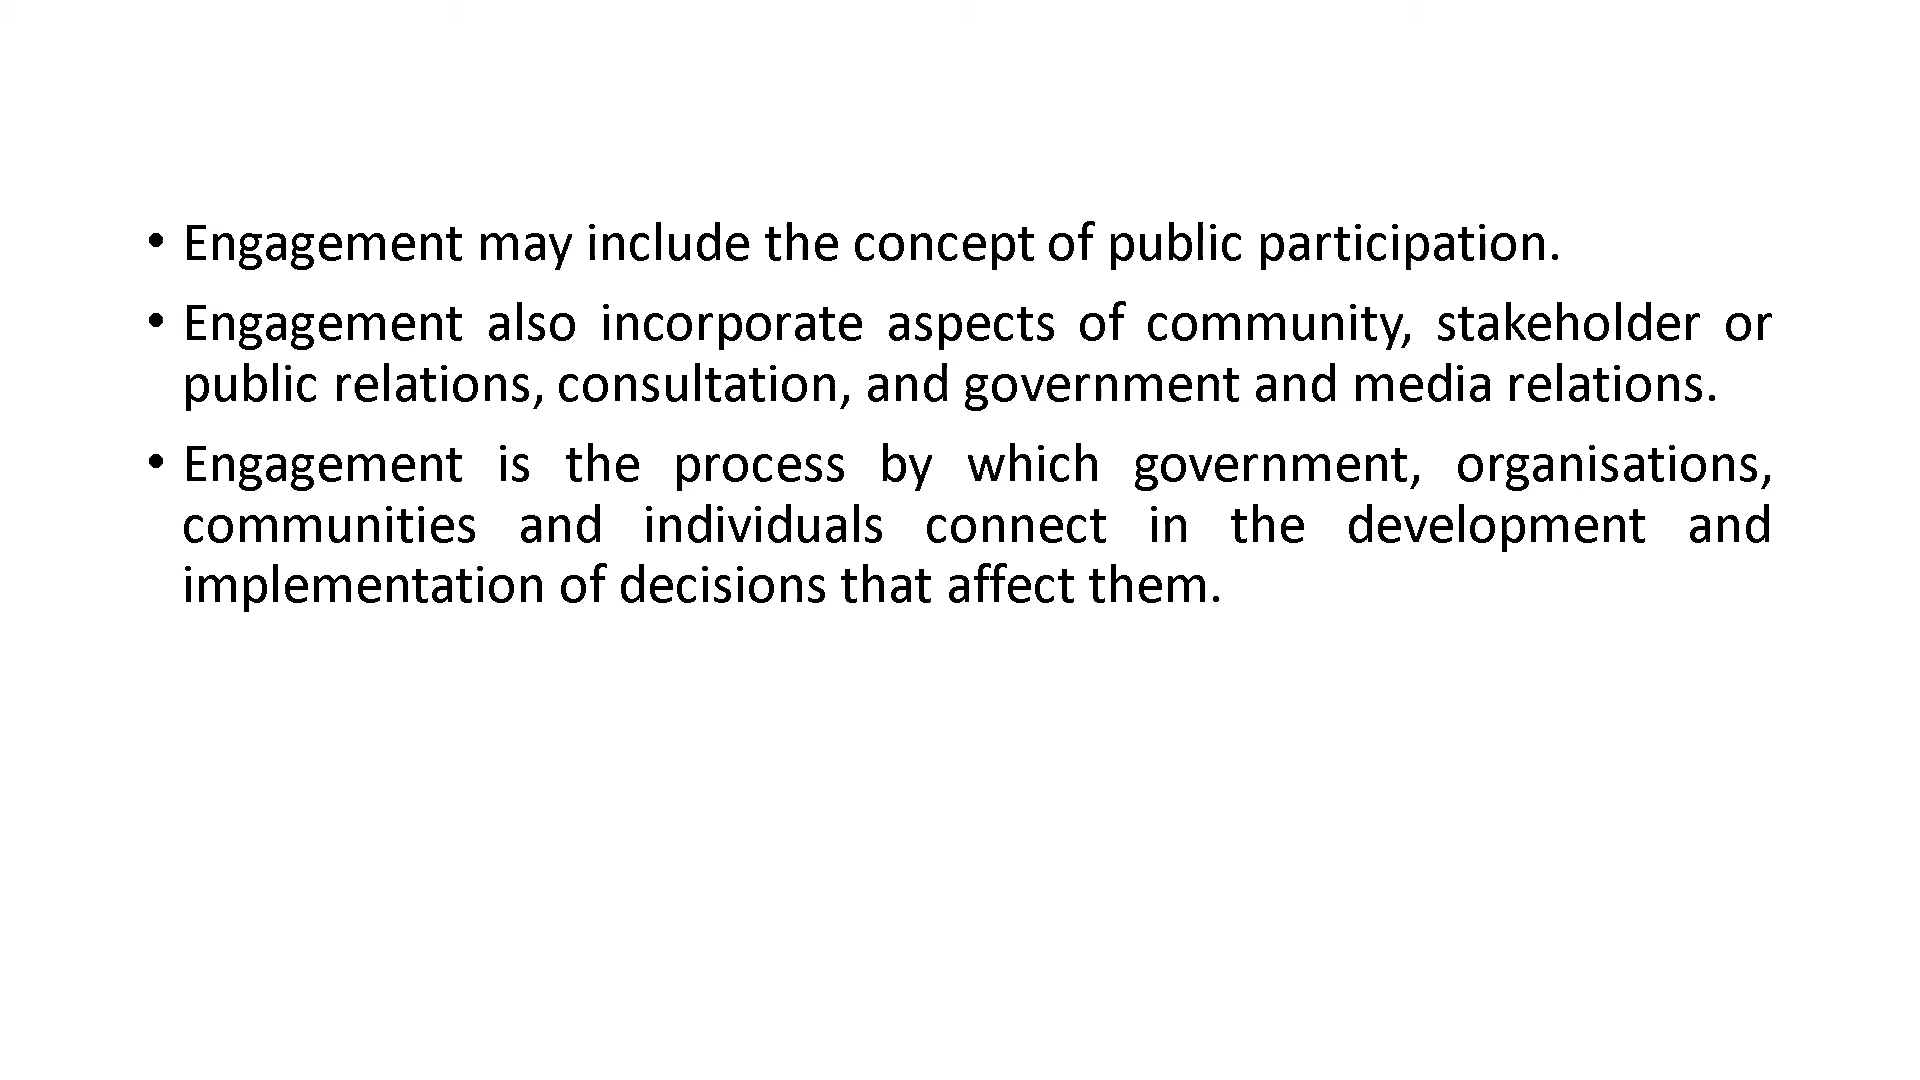 • Engagement may include the concept of public participation.
• Engagement also incorporate aspects of community, stakeholder or
public relations, consultation, and government and media relations.
• Engagement is the process by which government, organisations,
communities and individuals connect in the development and
implementation of decisions that affect them.